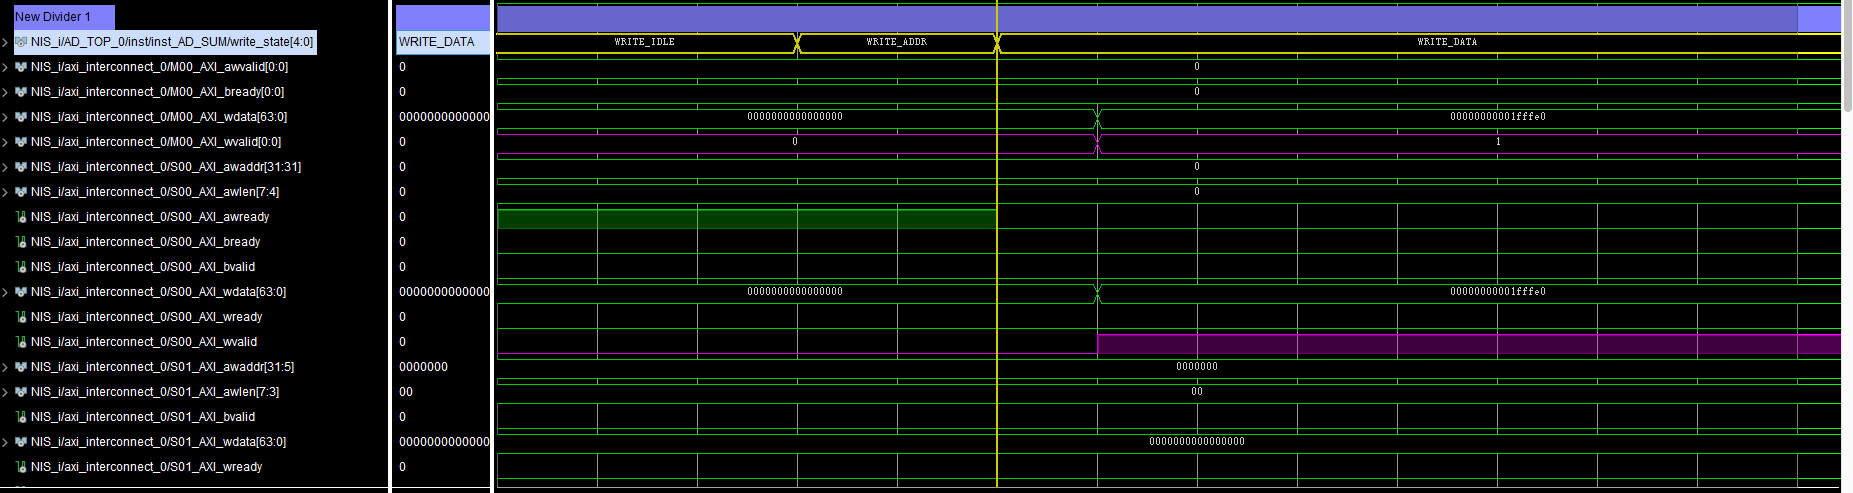 New Divider 1
NIS_i/AD_TOP_0/inst/inst_AD_SUM/write_state[4:0] WRITE_DATA WRITE_IDLE WRITE_ADDR WRITE_DATA
NIS_i/axi_interconnect_0/M00_AXI_awvalid[0:0] 0 0
NIS_i/axi_interconnect_0/M00_AXI_bready[0:0] 0 0
NIS_i/axi_interconnect_0/M00_AXI_wdata[63:0] 0000000000000 0000000000000000 00000000001fffe0
NIS_i/axi_interconnect_0/M00_AXI_wvalid[0:0] 0 0 1
NIS_i/axi_interconnect_0/S00_AXI_awaddr[31:31] 0 0
NIS_i/axi_interconnect_0/S00_AXI_awlen[7:4] 0 0
NIS_i/axi_interconnect_0/S00_AXI_awready 0
NIS_i/axi_interconnect_0/S00_AXI_bready 0
NIS_i/axi_interconnect_0/S00_AXI_bvalid 0
NIS_i/axi_interconnect_0/S00_AXI_wdata[63:0] 0000000000000 0000000000000000 00000000001fffe0
NIS_i/axi_interconnect_0/S00_AXI_wready 0
NIS_i/axi_interconnect_0/S00_AXI_wvalid 0
NIS_i/axi_interconnect_0/S01_AXI_awaddr[31:5] 0000000 0000000
NIS_i/axi_interconnect_0/S01_AXI_awlen[7:3] 00 00
NIS_i/axi_interconnect_0/S01_AXI_bvalid 0
NIS_i/axi_interconnect_0/S01_AXI_wdata[63:0] 0000000000000 0000000000000000
NIS_i/axi_interconnect_0/S01_AXI_wready 0